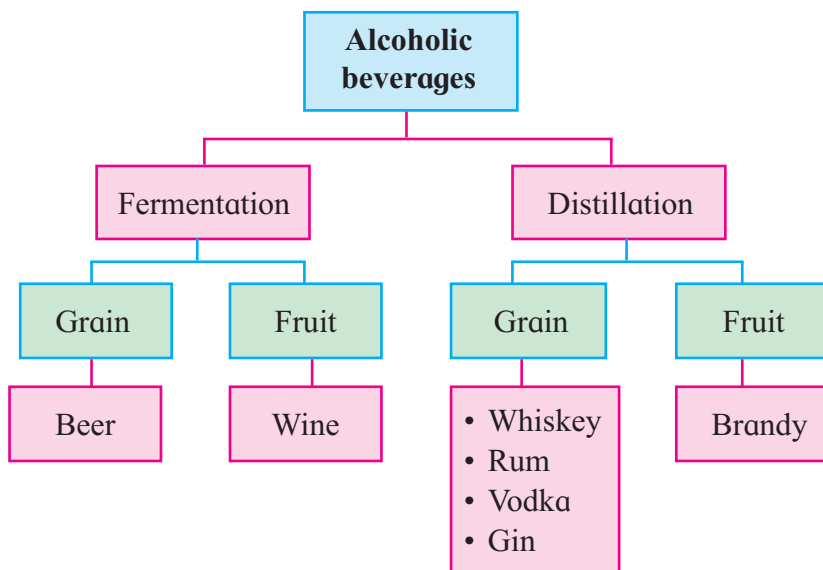 Alcoholic
beverages
Fermentation
Distillation
Grain
Fruit
Grain
Fruit
Beer
Wine
• Whiskey
• Rum
• Vodka
• Gin
Brandy